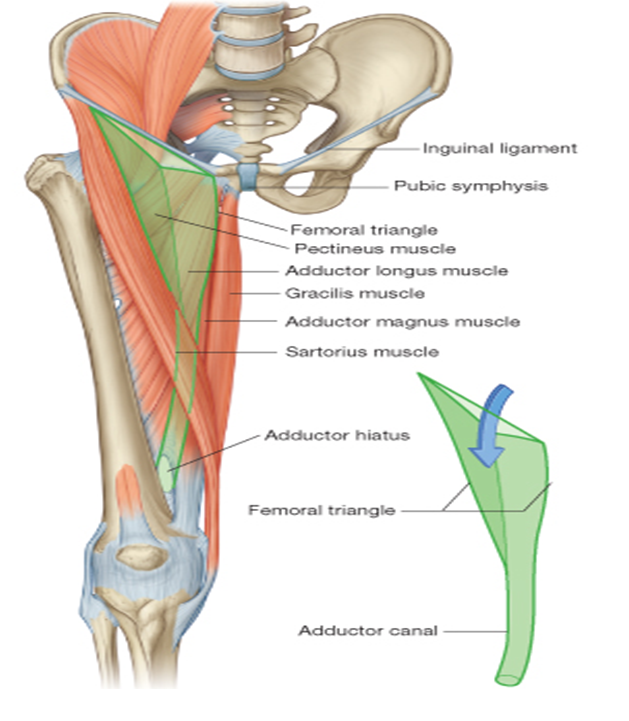 Inguinal ligament
Pubic symphysis
Femoral triangle
Pectineus muscle
Adductor longus muscle
Gracilis muscle
Adductor magnus muscle
Sartorius muscle
Adductor hiatus
Femoral triangle
Adductor canal